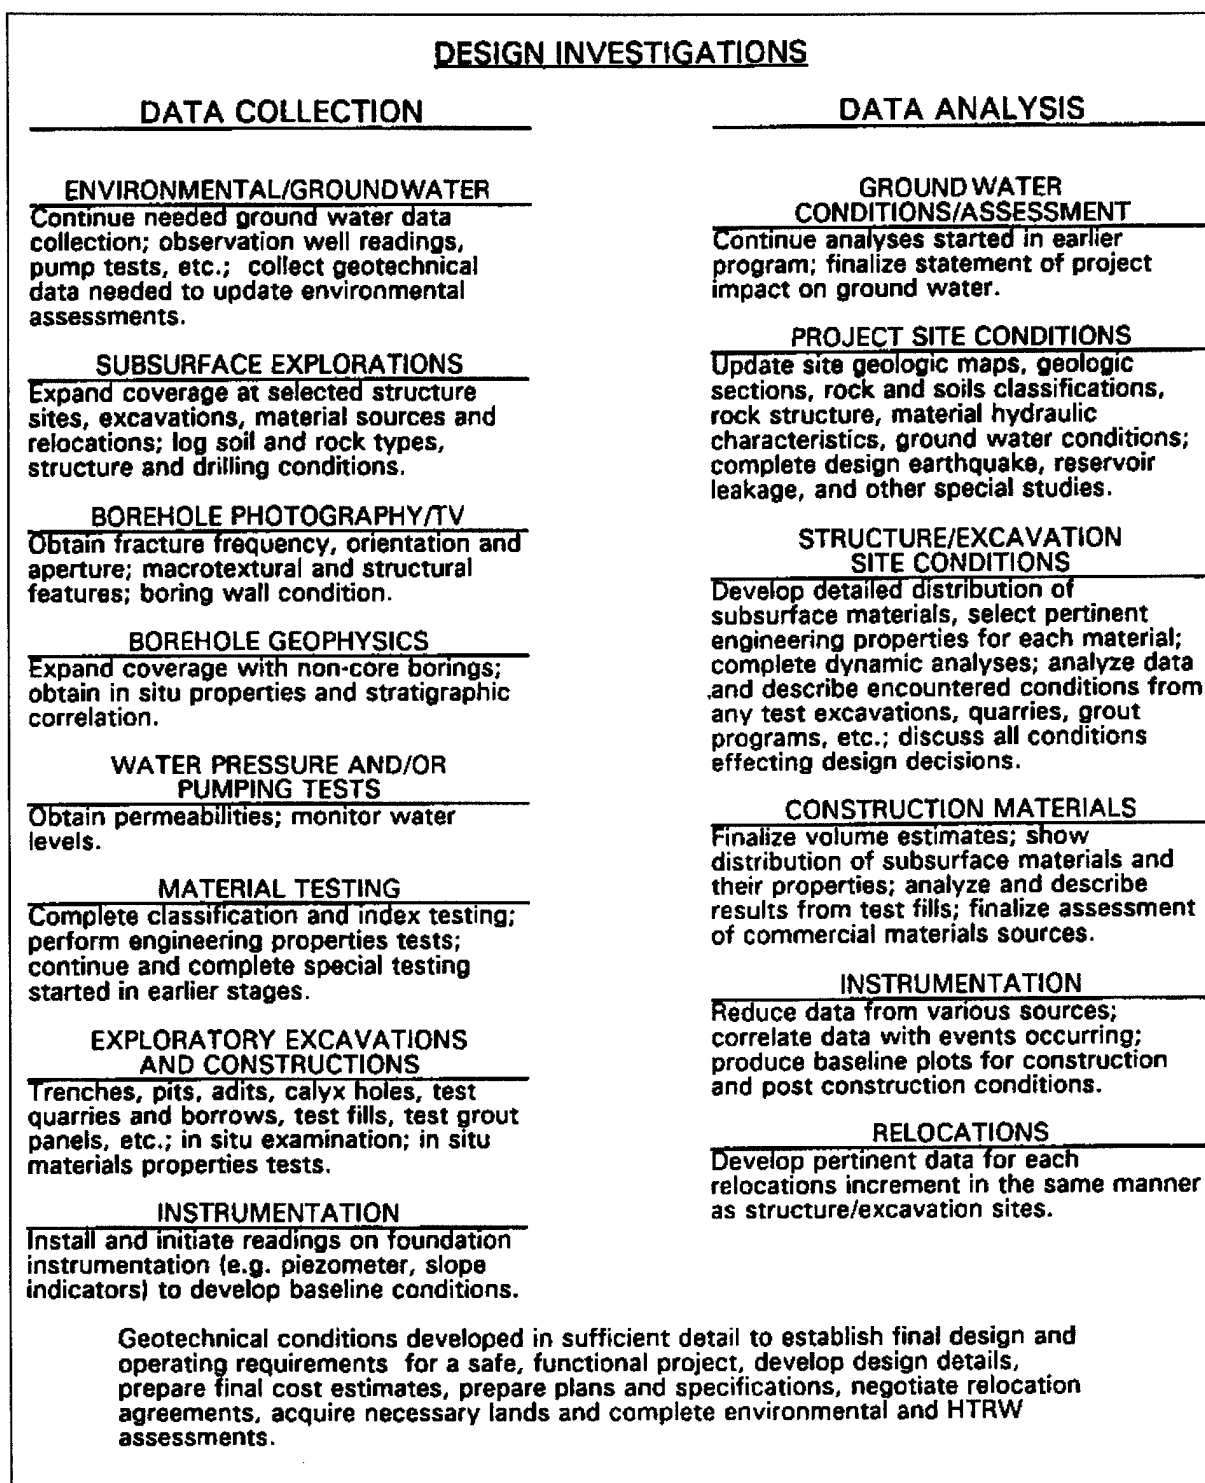 DESIGN INVESTIGATIONS
DATA COLLECTION
ENVIRONMENTAL/GROUNDWATER
Continue needed ground water data
collection; observation well readings,
pump tests, etc.; collect geotechnical
data needed to update environmental
assessments.
SUBSURFACE EXPLORATIONS
Expand coverage at selected structure
sites, excavations, material sources and
relocations; log soil and rock types,
structure and drilling conditions.
BOREHOLE PHOTOGRAPHY/TV
Obtain fracture frequency, orientation and
aperture; macrotextural and structural
features; boring wall condition.
BOREHOLE GEOPHYSICS
Expand coverage with non-core borings;
obtain in situ properties and stratigraphic
correlation.
WATER PRESSURE AND/OR
PUMPING TESTS
Obtain permeabilities; monitor water
levels.
MATERIAL TESTING
Complete classification and index testing;
perform engineering properties tests;
continue and complete special testing
started in earlier stages.
EXPLORATORY EXCAVATIONS
AND CONSTRUCTIONS
Trenches, pits, adits, calyx holes, test
quarries and borrows, test fills, test grout
panels, etc.; in situ examination; in situ
materials properties tests.
INSTRUMENTATION
Install and initiate readings on foundation
instrumentation (e.g. piezometer, slope
indicators) to develop baseline conditions.
DATA ANALYSIS
GROUND WATER
CONDITIONS/ASSESSMENT
Continue analyses started in earlier
program; finalize statement of project
impact on ground water.
PROJECT SITE CONDITIONS
Update site geologic maps, geologic
sections, rock and soils classifications,
rock structure, material hydraulic
characteristics, ground water conditions;
complete design earthquake, reservoir
leakage, and other special studies.
STRUCTURE/EXCAVATION
SITE CONDITIONS
Develop detailed distribution of
subsurface materials, select pertinent
engineering properties for each material;
complete dynamic analyses; analyze data
and describe encountered conditions from
any test excavations, quarries, grout
programs, etc.; discuss all conditions
effecting design decisions.
CONSTRUCTION MATERIALS
Finalize volume estimates; show
distribution of subsurface materials and
their properties; analyze and describe
results from test fills; finalize assessment
of commercial materials sources.
INSTRUMENTATION
Reduce data from various sources;
correlate data with events occurring;
produce baseline plots for construction
and post construction conditions.
RELOCATIONS
Develop pertinent data for each
relocations increment in the same manner
as structure/excavation sites.
Geotechnical conditions developed in sufficient detail to establish final design and
operating requirements for a safe, functional project, develop design details,
prepare final cost estimates, prepare plans and specifications, negotiate relocation
agreements, acquire necessary lands and complete environmental and HTRW
assessments.